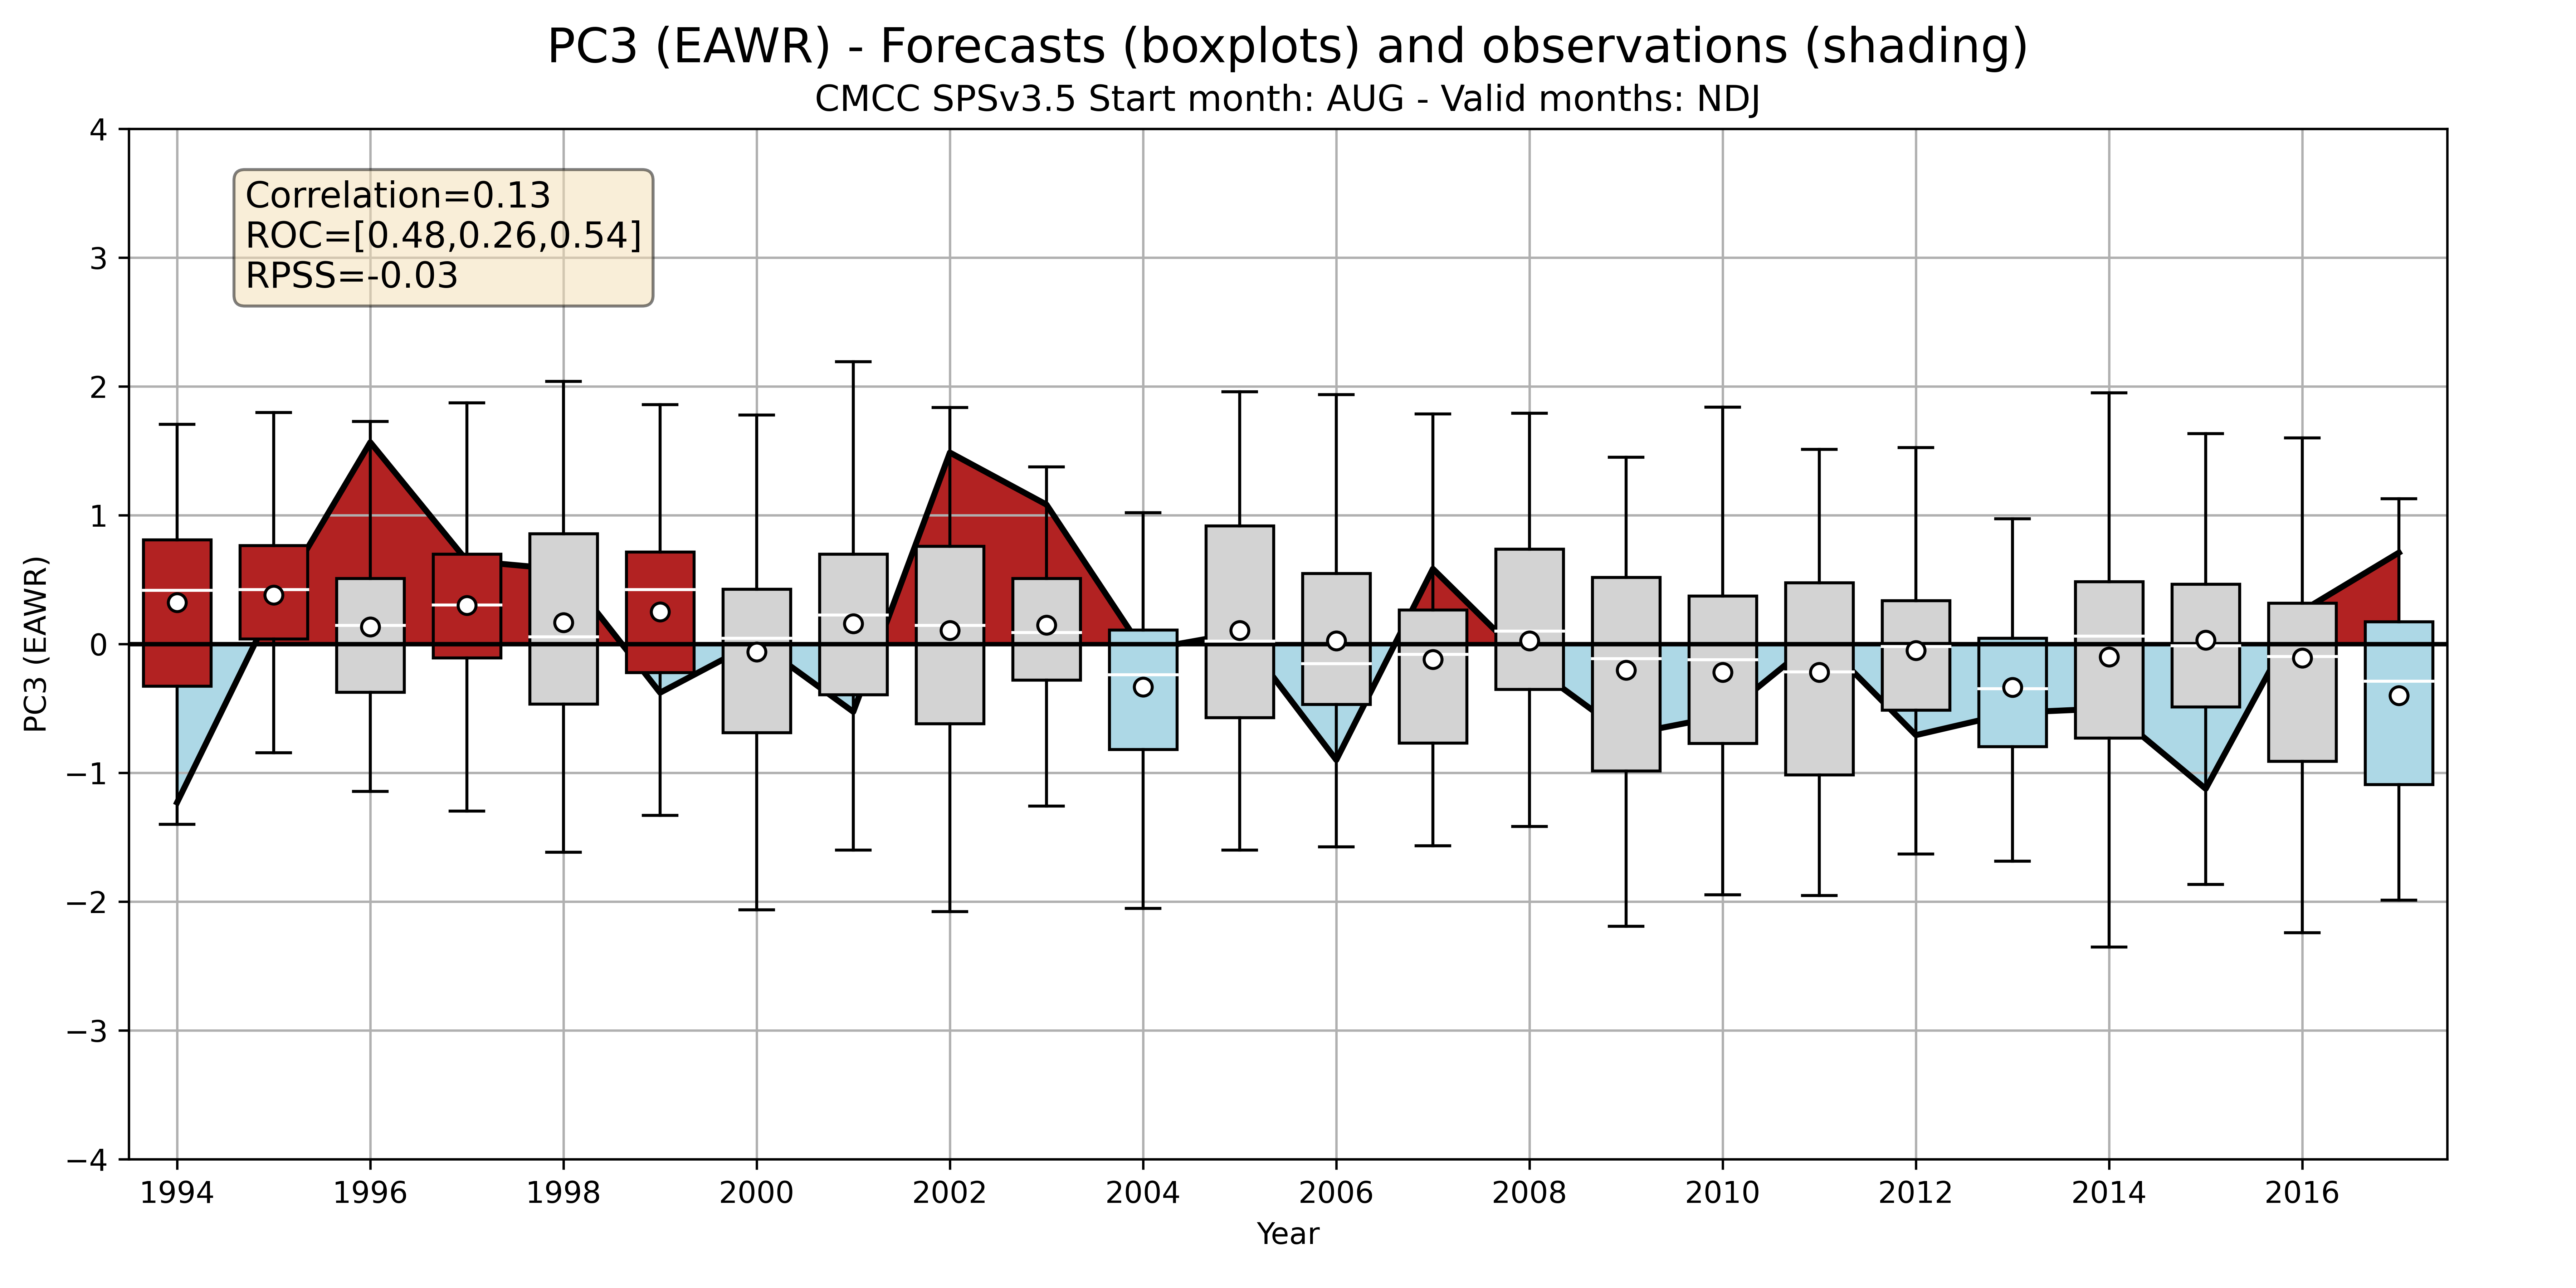 PC3 (EAWR) - Forecasts (boxplots) and observations (shading)
CMCC SPSv3.5 Start month: AUG - Valid months: NDJ
Correlation=0.13
ROC=[0.48,0.26,0.54]
RPSS=-0.03
PC3 (EAWR)
4
3
2
1
0
−1
−2
−3
−4
1994 1996 1998 2000 2002 2004 2006 2008 2010 2012 2014 2016
Year